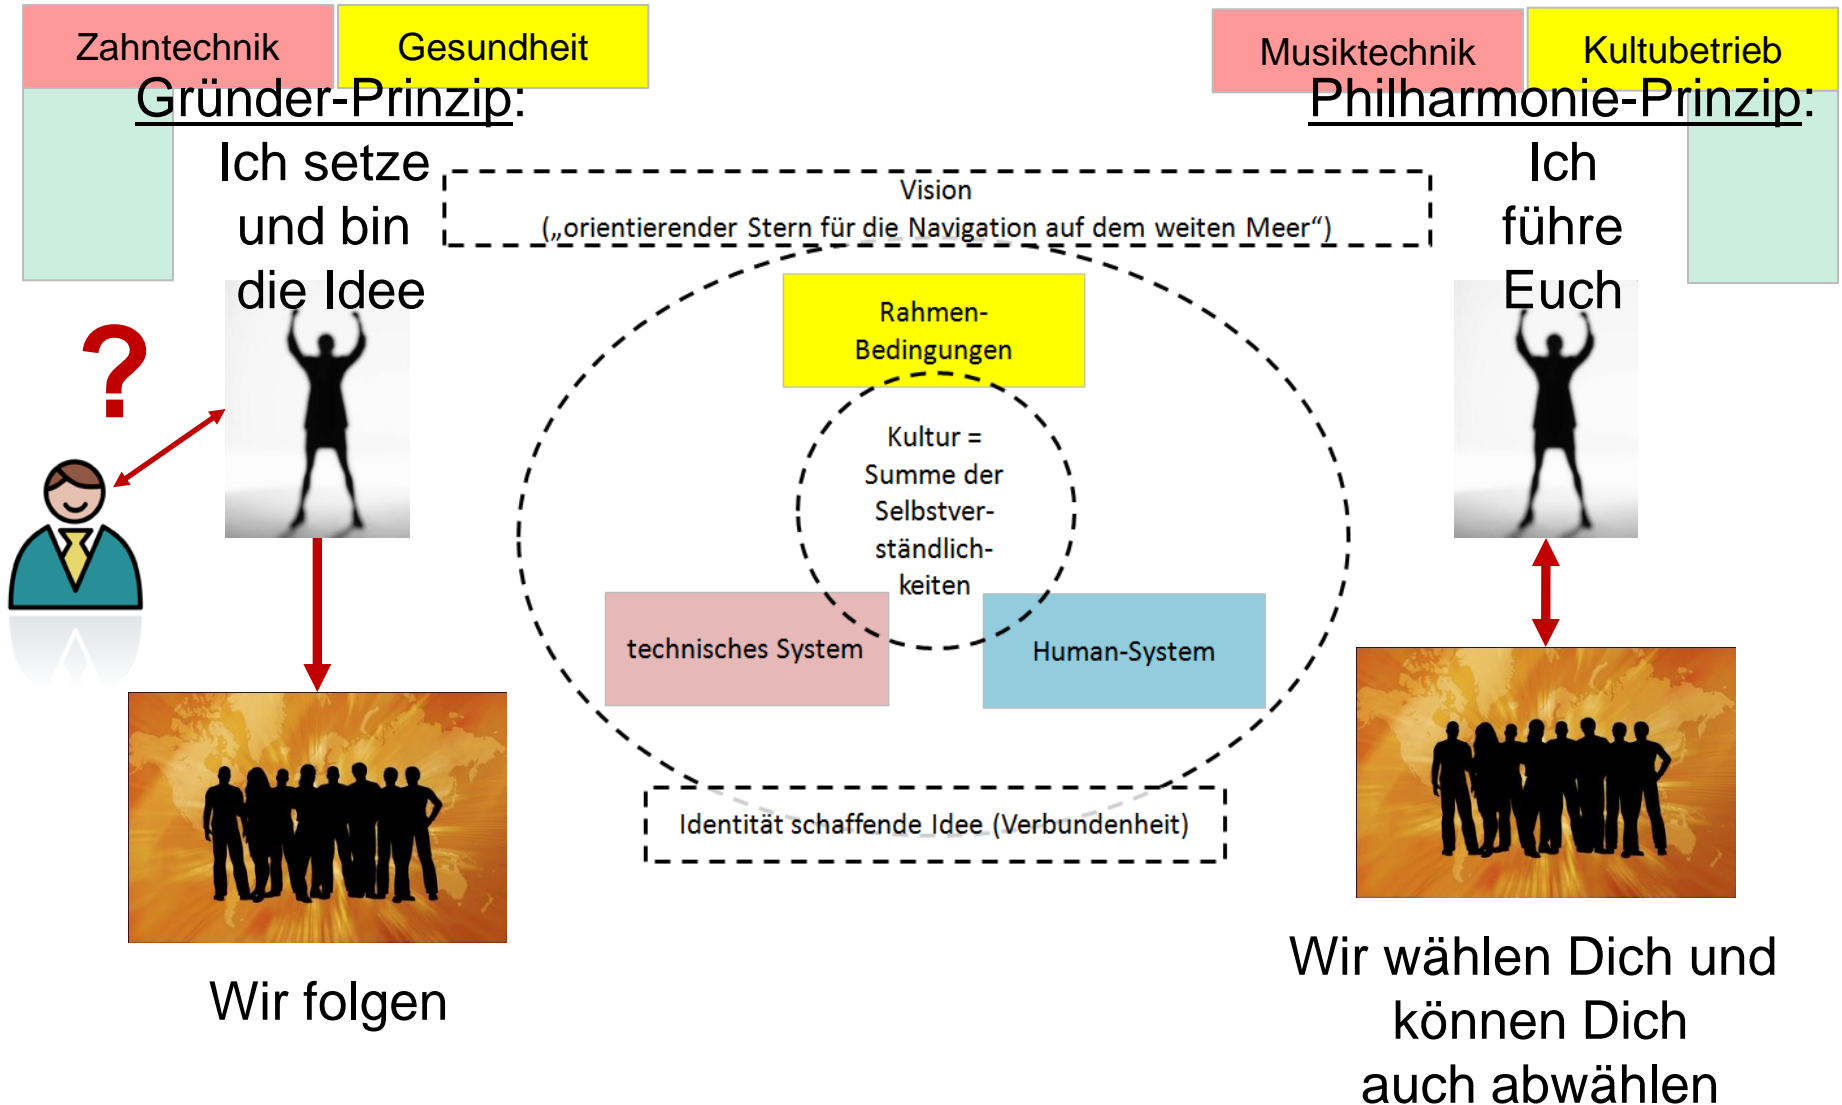 Zahntechnik
Gesundheit
Gründer-Prinzip:
Ich setze
und bin
die Idee
?
Wir folgen
Vision
(„orientierender Stern für die Navigation auf dem weiten Meer“)
Rahmen-
Bedingungen
Kultur =
Summe der
Selbstver-
ständlich-
keiten
technisches System
Human-System
Identität schaffende Idee (Verbundenheit)
Musiktechnik
Kultubetrieb
Philharmonie-Prinzip:
Ich
führe
Euch
Wir wählen Dich und
können Dich
auch abwählen